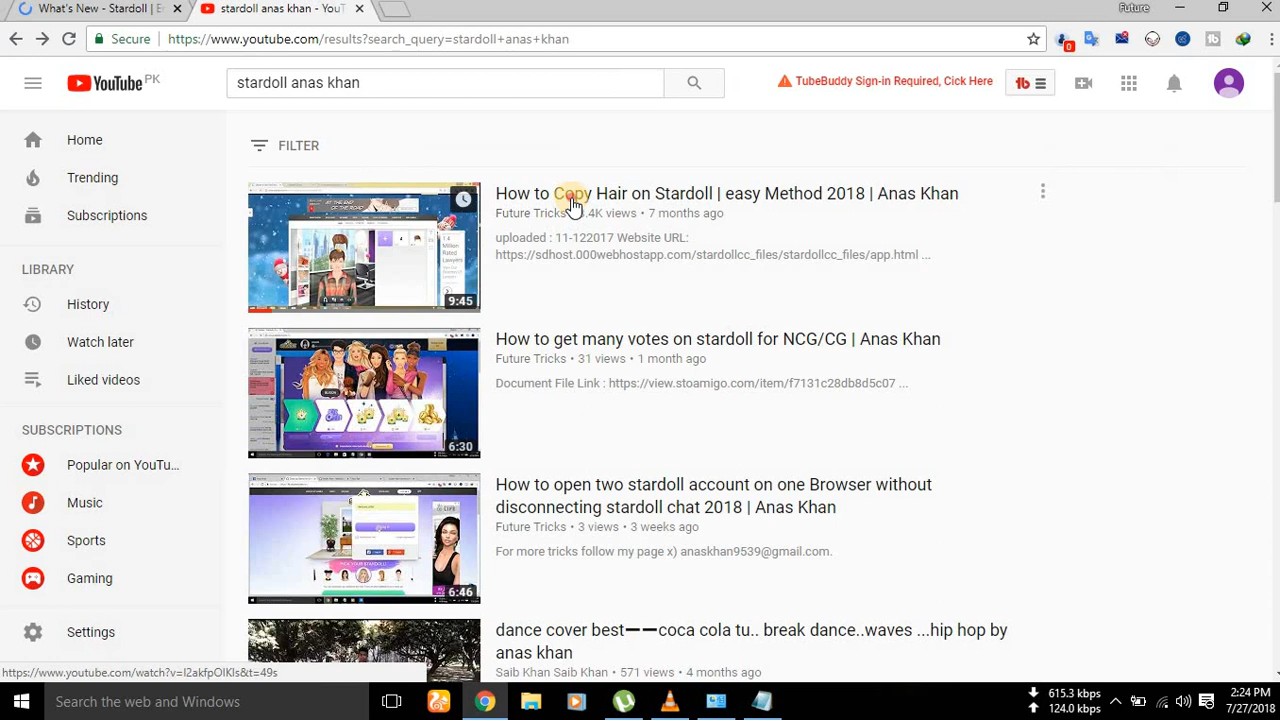 What's New - Stardoll | E
stardoll anas khan - YouT
Future
Secure
https://www.youtube.com/results?search_query=stardoll+anas+khan
0
YouTube PK
stardoll anas khan
TubeBuddy Sign-in Required, Click Here
tb
FILTER
Home
Trending
Subscriptions
LIBRARY
History
Watch later
Liked videos
SUBSCRIPTIONS
Popular on YouTu...
Music
Sports
Gaming
Settings
How to Copy Hair on Stardoll | easy Method 2018 | Anas Khan
Future Tricks • .4K views • 7 months ago
uploaded : 11-122017 Website URL:
https://sdhost.000webhostapp.com/stardollcc_files/stardollcc_files/app.html ...
9:45
How to get many votes on stardoll for NCG/CG | Anas Khan
Future Tricks • 31 views • 1 month ago
Document File Link : https://view.stoamigo.com/item/f7131c28db8d5c07 ...
6:30
How to open two stardoll account on one Browser without
disconnecting stardoll chat 2018 | Anas Khan
Future Tricks • 3 views • 3 weeks ago
For more tricks follow my page x) anaskhan9539@gmail.com.
6:46
dance cover best➖➖coca cola tu.. break dance..waves ...hip hop by
anas khan
Saib Khan Saib Khan • 571 views • 4 months ago
Search the web and Windows
615.3 kbps
124.0 kbps
2:24 PM
7/27/2018